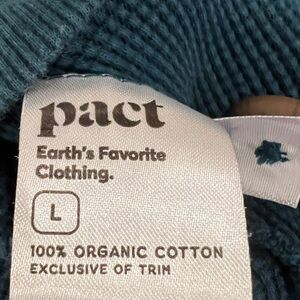 pact
Earth's Favorite
Clothing.
L
100% ORGANIC COTTON
EXCLUSIVE OF TRIM